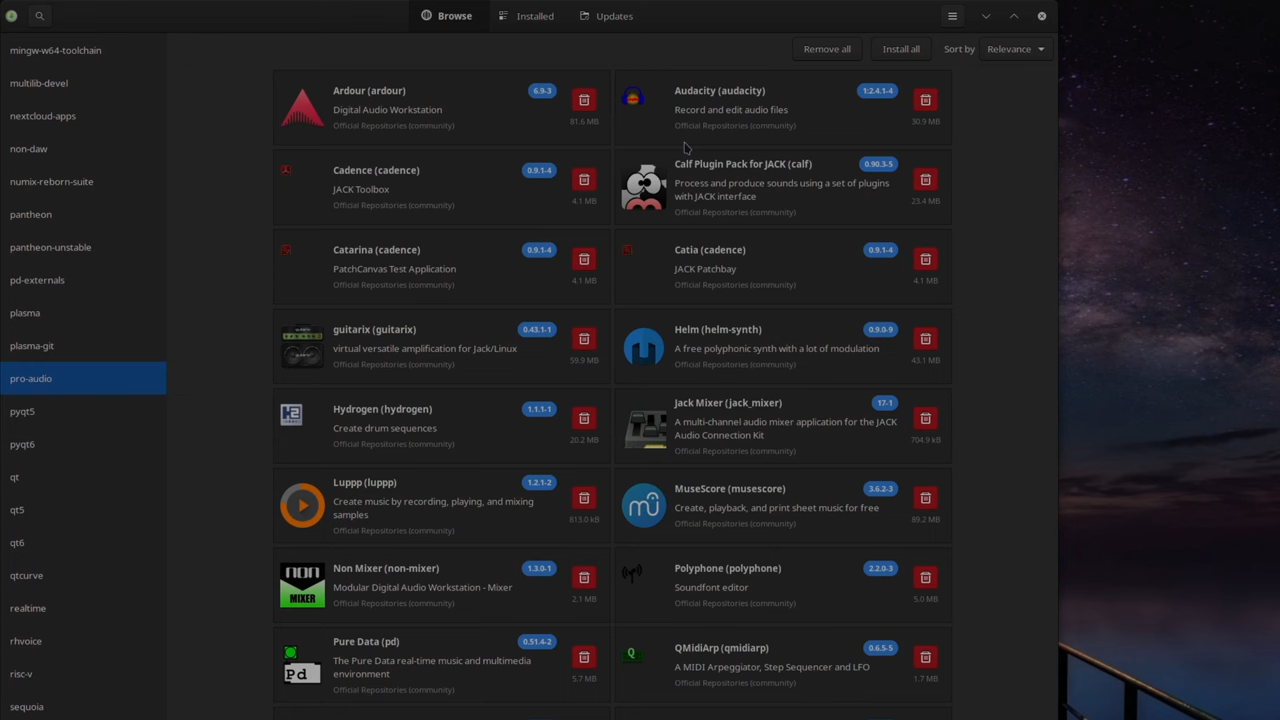 Browse
Installed
Updates
Remove all
Install all
Sort by
Relevance
mingw-w64-toolchain
multilib-devel
nextcloud-apps
non-daw
numix-reborn-suite
pantheon
pantheon-unstable
pd-externals
plasma
plasma-git
pro-audio
pyqt5
pyqt6
qt
qt5
qt6
qtcurve
realtime
rhvoice
risc-v
sequoia
Ardour (ardour)
6.9-3
Digital Audio Workstation
Official Repositories (community)
81.6 MB
Audacity (audacity)
1:2.4.1-4
Record and edit audio files
Official Repositories (community)
30.9 MB
Cadence (cadence)
0.9.1-4
JACK Toolbox
Official Repositories (community)
4.1 MB
Calf Plugin Pack for JACK (calf)
0.90.3-5
Process and produce sounds using a set of plugins
with JACK interface
Official Repositories (community)
23.4 MB
Catarina (cadence)
0.9.1-4
PatchCanvas Test Application
Official Repositories (community)
4.1 MB
Catia (cadence)
0.9.1-4
JACK Patchbay
Official Repositories (community)
4.1 MB
guitarix (guitarix)
0.43.1-1
virtual versatile amplification for Jack/Linux
Official Repositories (community)
59.9 MB
Helm (helm-synth)
0.9.0-9
A free polyphonic synth with a lot of modulation
Official Repositories (community)
43.1 MB
Hydrogen (hydrogen)
1.1.1-1
Create drum sequences
Official Repositories (community)
20.2 MB
Jack Mixer (jack_mixer)
17-1
A multi-channel audio mixer application for the JACK
Audio Connection Kit
Official Repositories (community)
704.9 kB
Luppp (luppp)
1.2.1-2
Create music by recording, playing, and mixing
samples
Official Repositories (community)
813.0 kB
MuseScore (musescore)
3.6.2-3
Create, playback, and print sheet music for free
Official Repositories (community)
89.2 MB
NON
MIXER
Non Mixer (non-mixer)
1.3.0-1
Modular Digital Audio Workstation - Mixer
Official Repositories (community)
2.1 MB
Polyphone (polyphone)
2.2.0-3
Soundfont editor
Official Repositories (community)
5.0 MB
Pd
Pure Data (pd)
0.51.4-2
The Pure Data real-time music and multimedia
environment
Official Repositories (community)
5.7 MB
Q
QMidiArp (qmidiarp)
0.6.5-5
A MIDI Arpeggiator, Step Sequencer and LFO
Official Repositories (community)
1.7 MB